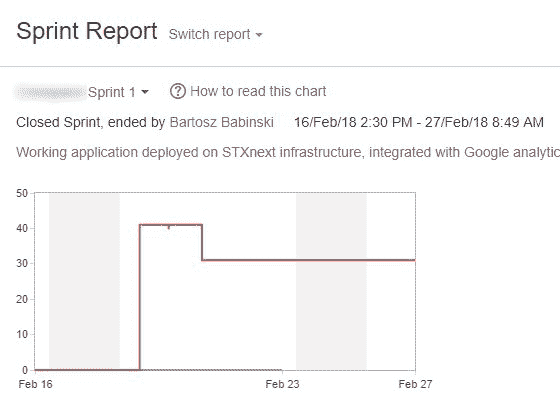 Sprint Report Switch report
Sprint 1 How to read this chart
Closed Sprint, ended by Bartosz Babinski 16/Feb/18 2:30 PM - 27/Feb/18 8:49 AM
Working application deployed on STXnext infrastructure, integrated with Google analytic
50
40
30
20
10
0
Feb 16 Feb 23 Feb 27